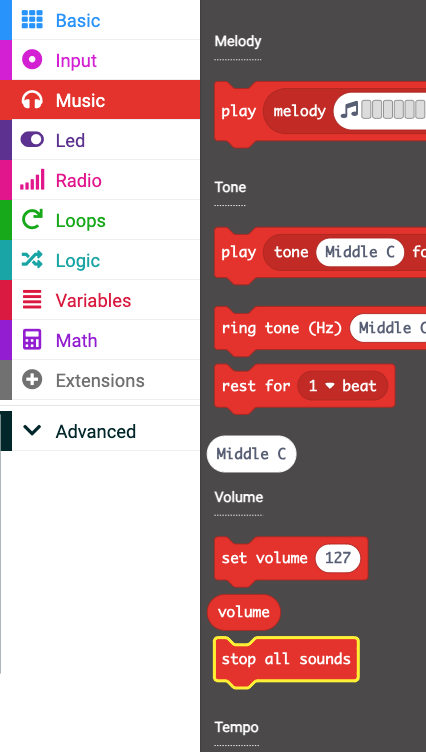 Basic
Input
Music
Led
Radio
Loops
Logic
Variables
Math
Extensions
Advanced
Melody
play melody
Tone
play tone Middle C fo
ring tone (Hz) Middle C
rest for 1 beat
Middle C
Volume
set volume 127
volume
stop all sounds
Tempo